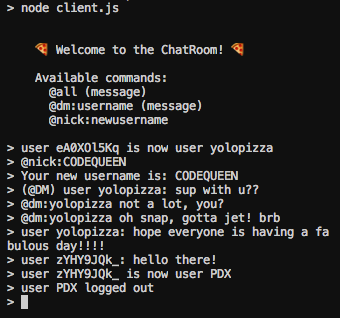 > node client.js
🍕 Welcome to the ChatRoom! 🍕
Available commands:
@all (message)
@dm:username (message)
@nick:newusername
> user eA0XOl5Kq is now user yolopizza
> @nick:CODEQUEEN
> Your new username is: CODEQUEEN
> (@DM) user yolopizza: sup with u??
> @dm:yolopizza not a lot, you?
> @dm:yolopizza oh snap, gotta jet! brb
> user yolopizza: hope everyone is having a fa
bulous day!!!!
> user zYHY9JQk_: hello there!
> user zYHY9JQk_ is now user PDX
> user PDX logged out
>